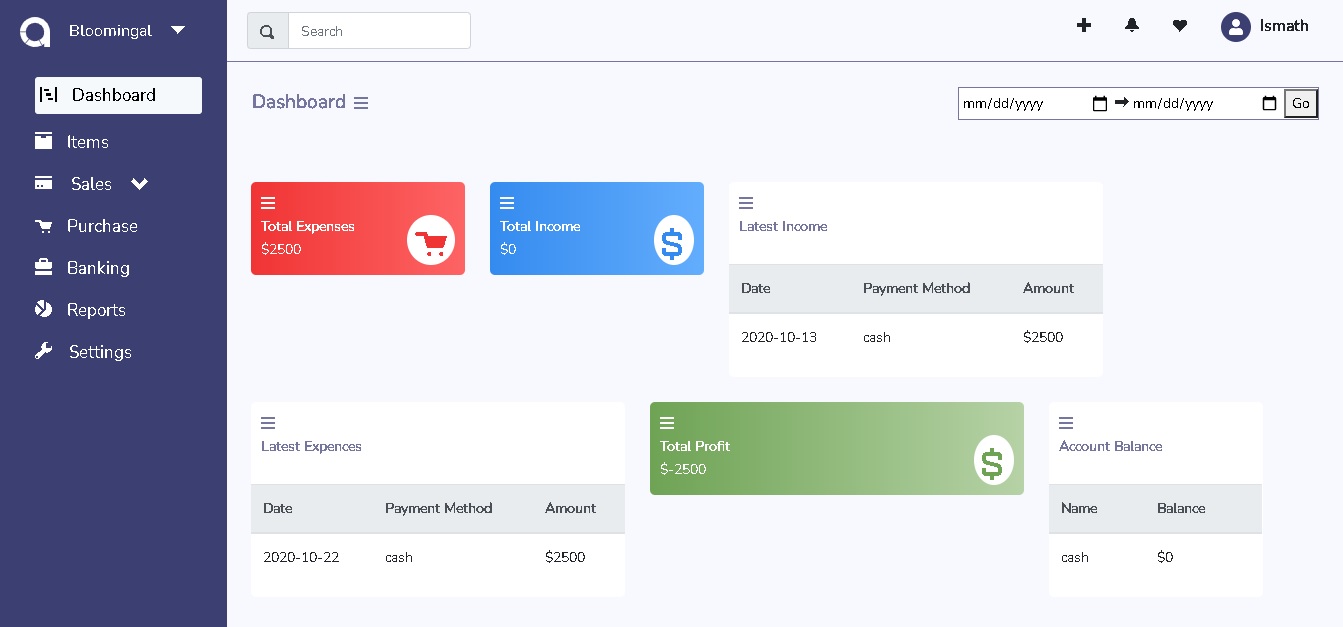 Bloomingal
Search
Ismath
Dashboard
Items
Sales
Purchase
Banking
Reports
Settings
Dashboard
mm/dd/yyyy mm/dd/yyyy Go
Total Expenses
$2500
Total Income
$0
Latest Income
Date Payment Method Amount
2020-10-13 cash $2500
Latest Expences
Date Payment Method Amount
2020-10-22 cash $2500
Total Profit
$-2500
Account Balance
Name Balance
cash $0